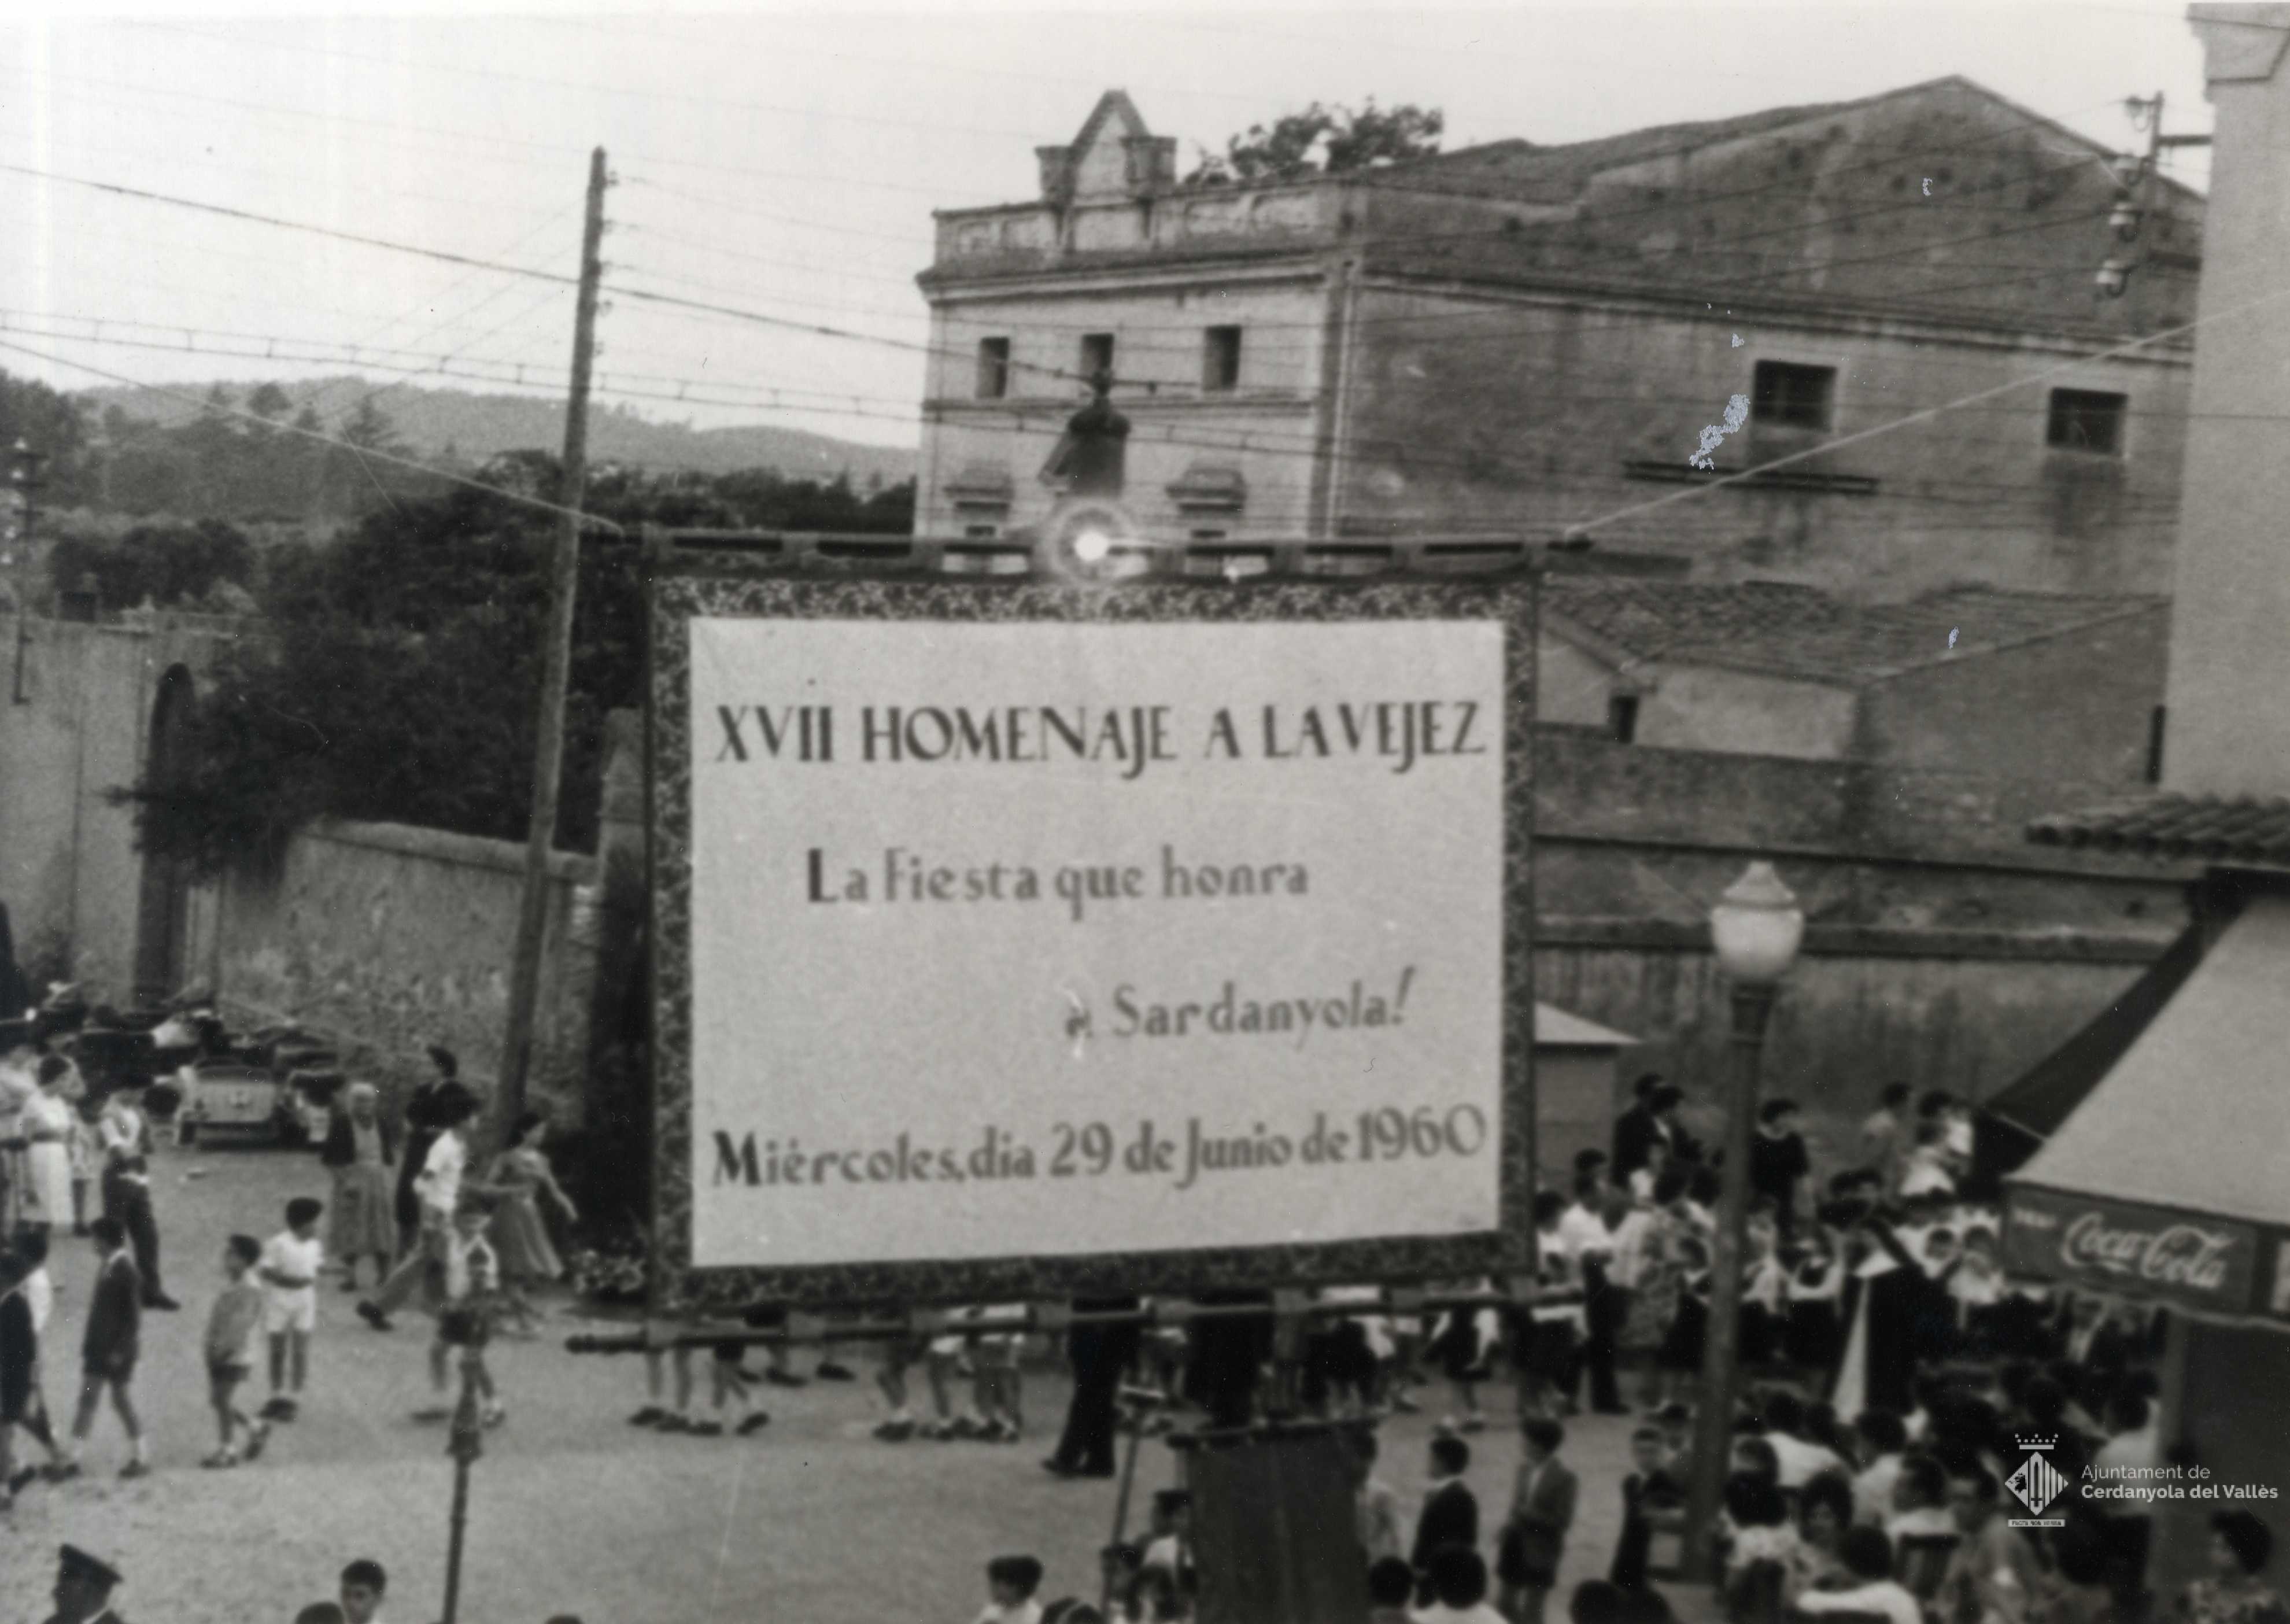 XVII HOMENAJE A LA VEJEZ
La Fiesta que honra
a Sardanyola!
Miércoles, dia 29 de Junio de 1960
Coca-Cola
Ajuntament de
Cerdanyola del Vallès